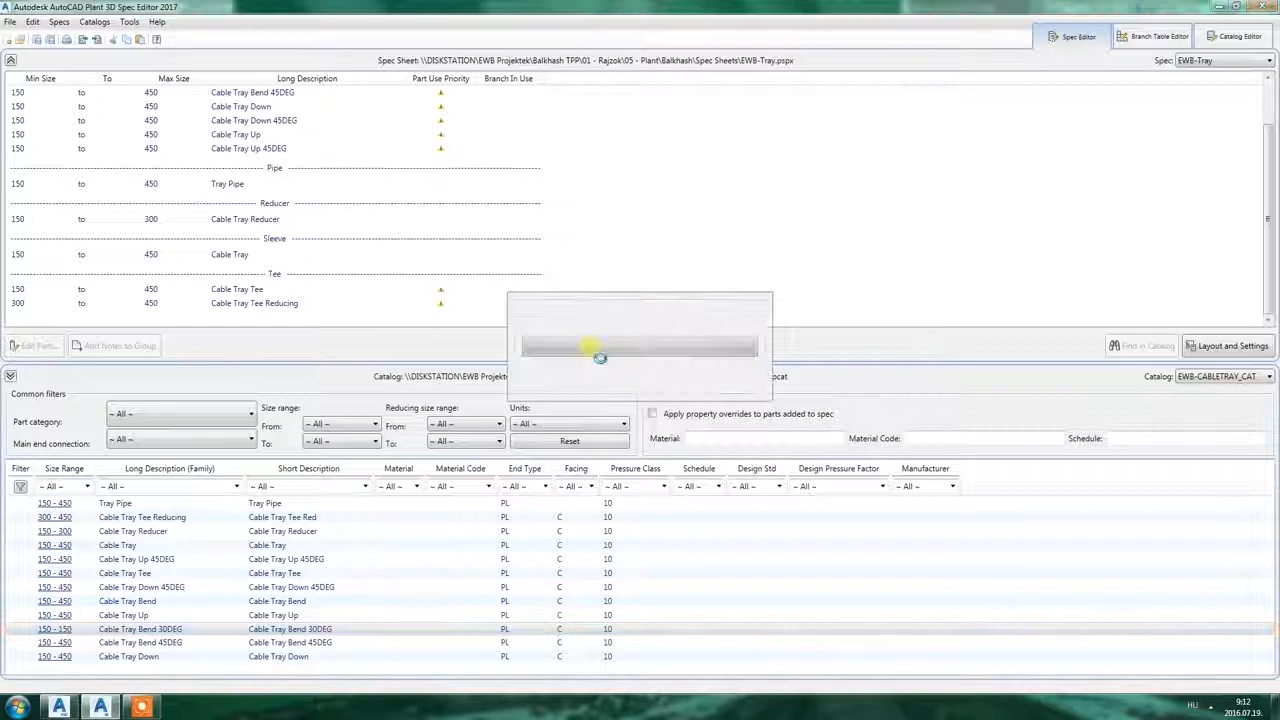 Autodesk AutoCAD Plant 3D Spec Editor 2017
File Edit Specs Catalogs Tools Help
Spec Editor Branch Table Editor Catalog Editor
Spec Sheet: \\DISKSTATION\EWB Projektek\Balkhash TPP\01 - Rajzok\05 - Plant\Balkhash\Spec Sheets\EWB-Tray.pspx Spec: EWB-Tray
Min Size To Max Size Long Description Part Use Priority Branch In Use
150 to 450 Cable Tray Bend 45DEG
150 to 450 Cable Tray Down
150 to 450 Cable Tray Down 45DEG
150 to 450 Cable Tray Up
150 to 450 Cable Tray Up 45DEG
Pipe
150 to 450 Tray Pipe
Reducer
150 to 300 Cable Tray Reducer
Sleeve
150 to 450 Cable Tray
Tee
150 to 450 Cable Tray Tee
300 to 450 Cable Tray Tee Reducing
Edit Parts... Add Notes to Group Find in Catalog Layout and Settings
Catalog: \\DISKSTATION\EWB Projekte pcat Catalog: EWB-CABLETRAY_CAT
Common filters
Part category: ~ All ~ Size range: Reducing size range: Units: Apply property overrides to parts added to spec
From: ~ All ~ From: ~ All ~ ~ All ~
Main end connection: ~ All ~ To: ~ All ~ To: ~ All ~ Reset Material: Material Code: Schedule:
Filter Size Range Long Description (Family) Short Description Material Material Code End Type Facing Pressure Class Schedule Design Std Design Pressure Factor Manufacturer
~ All ~ ~ All ~ ~ All ~ ~ All ~ ~ All ~ ~ All ~ ~ All ~ ~ All ~ ~ All ~ ~ All ~ ~ All ~ ~ All ~
150 - 450 Tray Pipe Tray Pipe PL 10
300 - 450 Cable Tray Tee Reducing Cable Tray Tee Red PL C 10
150 - 300 Cable Tray Reducer Cable Tray Reducer PL C 10
150 - 450 Cable Tray Cable Tray PL C 10
150 - 450 Cable Tray Up 45DEG Cable Tray Up 45DEG PL C 10
150 - 450 Cable Tray Tee Cable Tray Tee PL C 10
150 - 450 Cable Tray Down 45DEG Cable Tray Down 45DEG PL C 10
150 - 450 Cable Tray Bend Cable Tray Bend PL C 10
150 - 450 Cable Tray Up Cable Tray Up PL C 10
150 - 150 Cable Tray Bend 30DEG Cable Tray Bend 30DEG PL C 10
150 - 450 Cable Tray Bend 45DEG Cable Tray Bend 45DEG PL C 10
150 - 450 Cable Tray Down Cable Tray Down PL C 10
HU 9:12
2016.07.19.